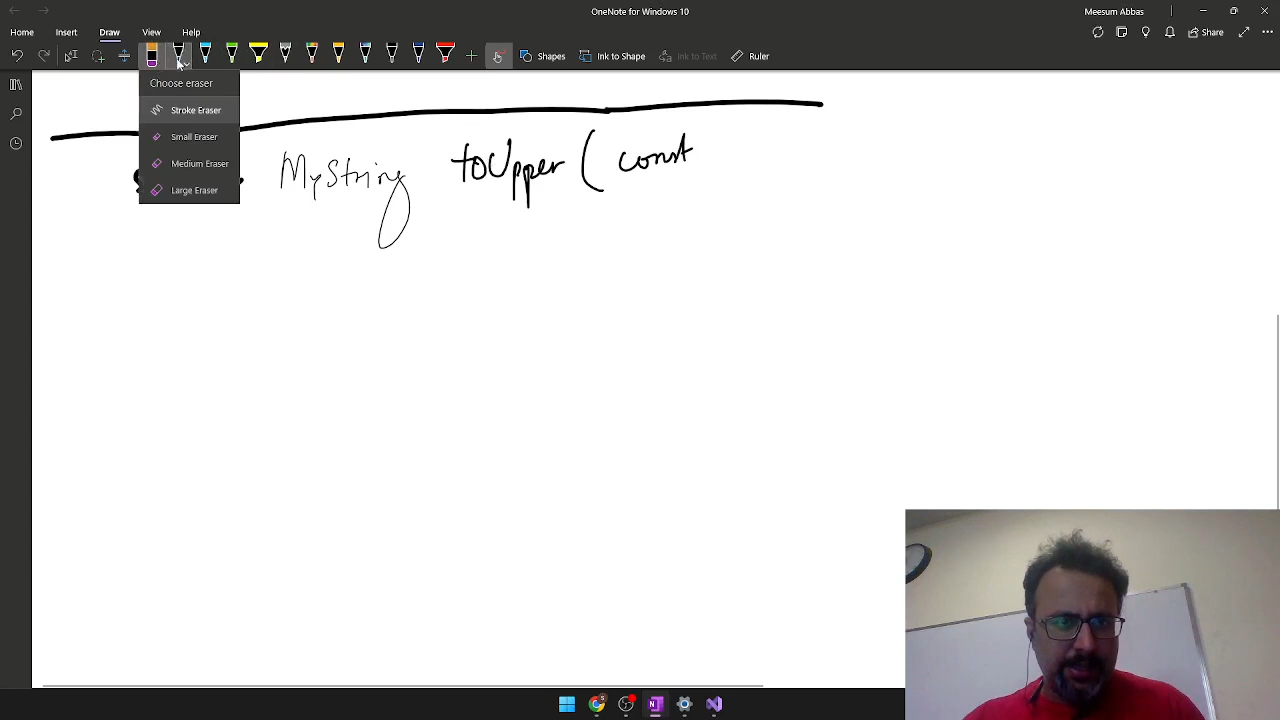 OneNote for Windows 10
Meesum Abbas
Home Insert Draw View Help
Shapes Ink to Shape Ink to Text Ruler
Share
Choose eraser
Stroke Eraser
Small Eraser
Medium Eraser
Large Eraser
MyString toUpper ( const